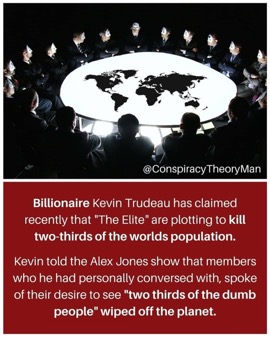 @ConspiracyTheoryMan
Billionaire Kevin Trudeau has claimed
recently that "The Elite" are plotting to kill
two-thirds of the worlds population.
Kevin told the Alex Jones show that members
who he had personally conversed with, spoke
of their desire to see "two thirds of the dumb
people" wiped off the planet.